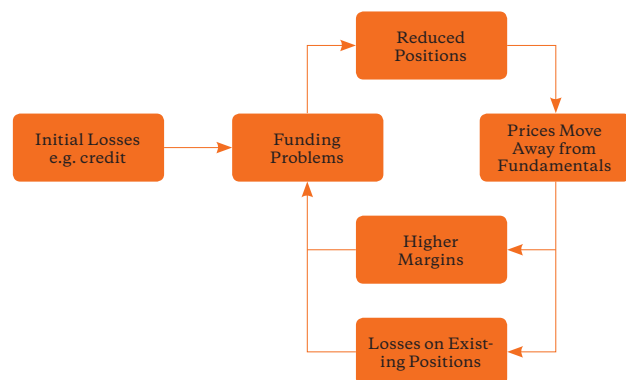 Reduced
Positions
Initial Losses
e.g. credit
Funding
Problems
Prices Move
Away from
Fundamentals
Higher
Margins
Losses on Exist-
ing Positions